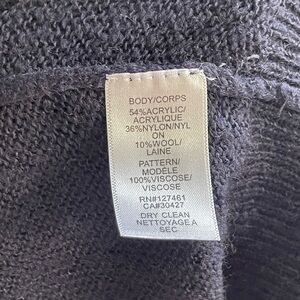 BODY/CORPS
54%ACRYLIC/
ACRYLIQUE
36%NYLON/NYL
ON
10%WOOL/
LAINE
PATTERN/
MODÈLE
100%VISCOSE/
VISCOSE
RN#127461
CA#30427
DRY CLEAN
NETTOYAGE A
SEC